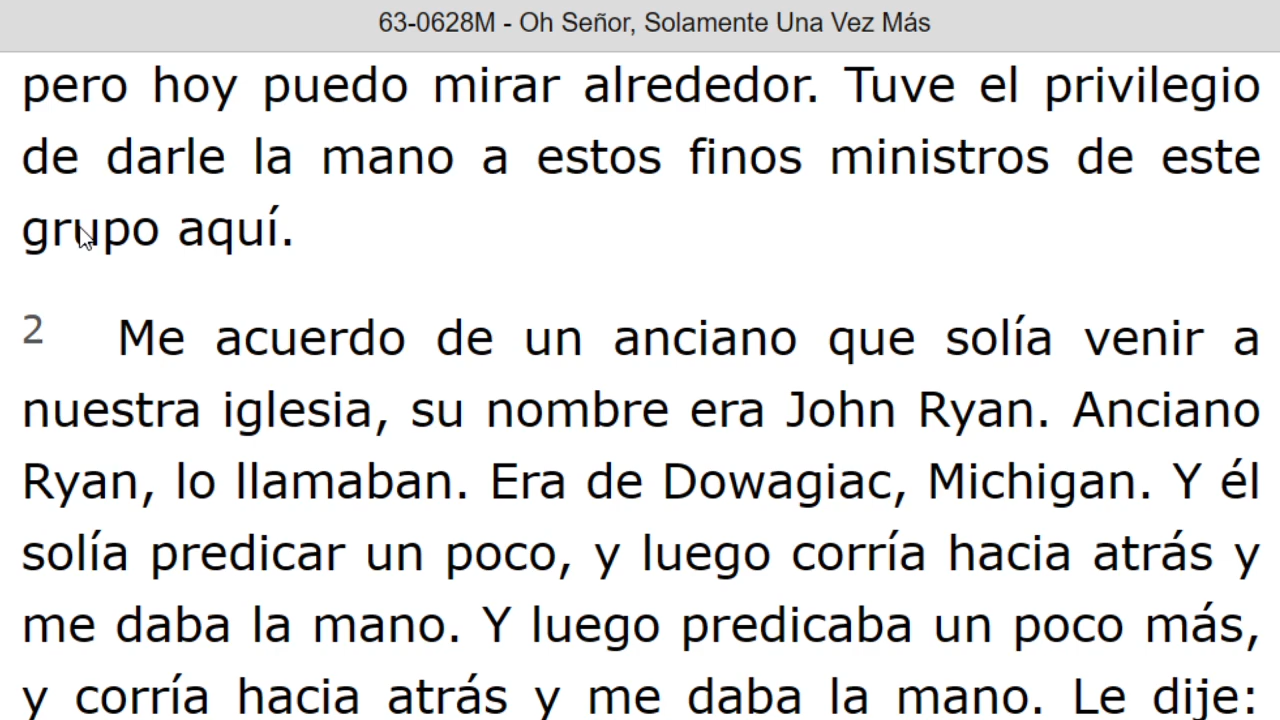 63-0628M - Oh Señor, Solamente Una Vez Más
pero hoy puedo mirar alrededor. Tuve el privilegio
de darle la mano a estos finos ministros de este
grupo aquí.
2 Me acuerdo de un anciano que solía venir a
nuestra iglesia, su nombre era John Ryan. Anciano
Ryan, lo llamaban. Era de Dowagiac, Michigan. Y él
solía predicar un poco, y luego corría hacia atrás y
me daba la mano. Y luego predicaba un poco más,
y corría hacia atrás y me daba la mano. Le dije: